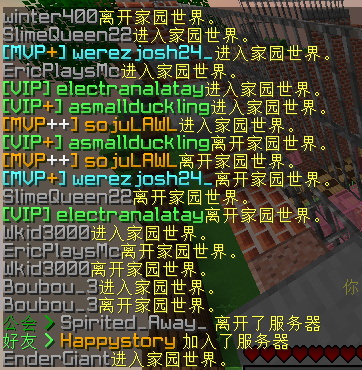 winter400离开家园世界。
SlimeQueen22进入家园世界。
[MVP+] werezjosh24_进入家园世界。
EricPlaysMc进入家园世界。
[VIP] electranalatay进入家园世界。
[VIP+] asmallduckling进入家园世界。
[MVP++] sojuLAWL进入家园世界。
[VIP+] asmallduckling离开家园世界。
[MVP++] sojuLAWL离开家园世界。
[MVP+] werezjosh24_离开家园世界。
SlimeQueen22离开家园世界。
[VIP] electranalatay离开家园世界。
Wkid3000进入家园世界。
EricPlaysMc离开家园世界。
Wkid3000离开家园世界。
Boubou_3进入家园世界。
Boubou_3离开家园世界。
你
公会 > Spirited_Away_ 离开了服务器
好友 > Happystory 加入了服务器
EnderGiant进入家园世界。